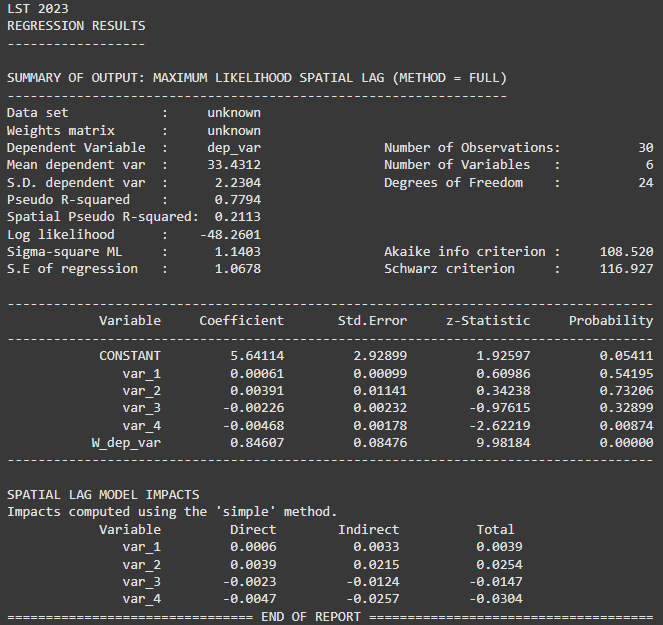 LST 2023
REGRESSION RESULTS
------------------

SUMMARY OF OUTPUT: MAXIMUM LIKELIHOOD SPATIAL LAG (METHOD = FULL)
-----------------------------------------------------------------
Data set            :     unknown
Weights matrix      :     unknown
Dependent Variable  :     dep_var                Number of Observations:          30
Mean dependent var  :     33.4312                Number of Variables   :           6
S.D. dependent var  :      2.2304                Degrees of Freedom    :          24
Pseudo R-squared    :      0.7794
Spatial Pseudo R-squared:  0.2113
Log likelihood      :    -48.2601
Sigma-square ML     :      1.1403                Akaike info criterion :     108.520
S.E of regression   :      1.0678                Schwarz criterion     :     116.927

------------------------------------------------------------------------------------
            Variable     Coefficient       Std.Error     z-Statistic     Probability
------------------------------------------------------------------------------------
            CONSTANT         5.64114         2.92899         1.92597         0.05411
               var_1         0.00061         0.00099         0.60986         0.54195
               var_2         0.00391         0.01141         0.34238         0.73206
               var_3        -0.00226         0.00232        -0.97615         0.32899
               var_4        -0.00468         0.00178        -2.62219         0.00874
           W_dep_var         0.84607         0.08476         9.98184         0.00000
------------------------------------------------------------------------------------

SPATIAL LAG MODEL IMPACTS
Impacts computed using the 'simple' method.
            Variable         Direct        Indirect          Total
               var_1         0.0006          0.0033         0.0039
               var_2         0.0039          0.0215         0.0254
               var_3        -0.0023         -0.0124        -0.0147
               var_4        -0.0047         -0.0257        -0.0304
================================ END OF REPORT =====================================